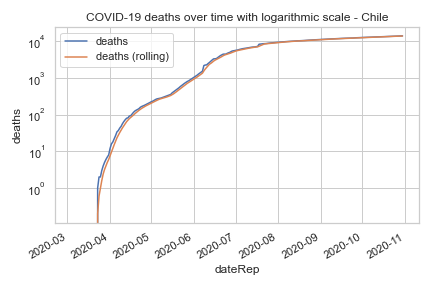 COVID-19 deaths over time with logarithmic scale - Chile
deaths
deaths (rolling)
10⁴
10³
10²
10¹
10⁰
deaths
2020-03
2020-04
2020-05
2020-06
2020-07
2020-08
2020-09
2020-10
2020-11
dateRep